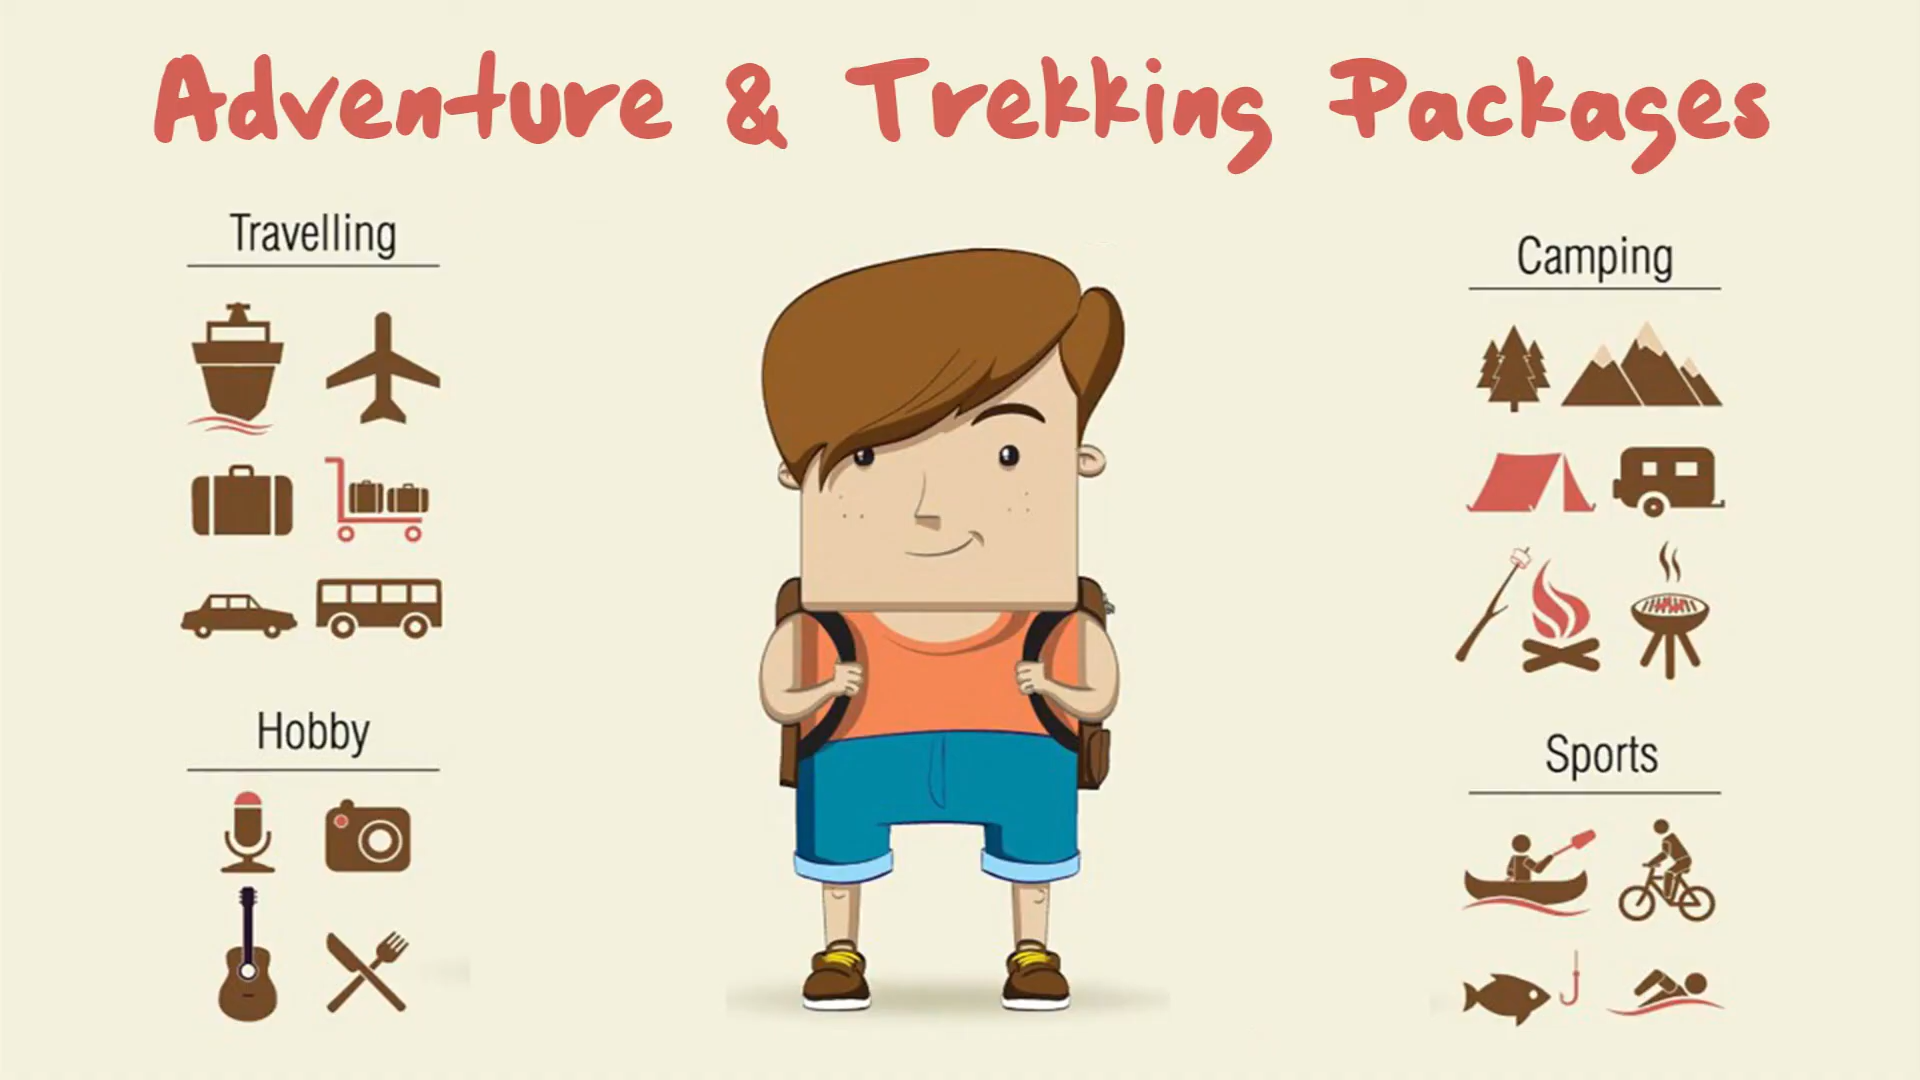 Adventure & Trekking Packages
Travelling
Camping
Hobby
Sports